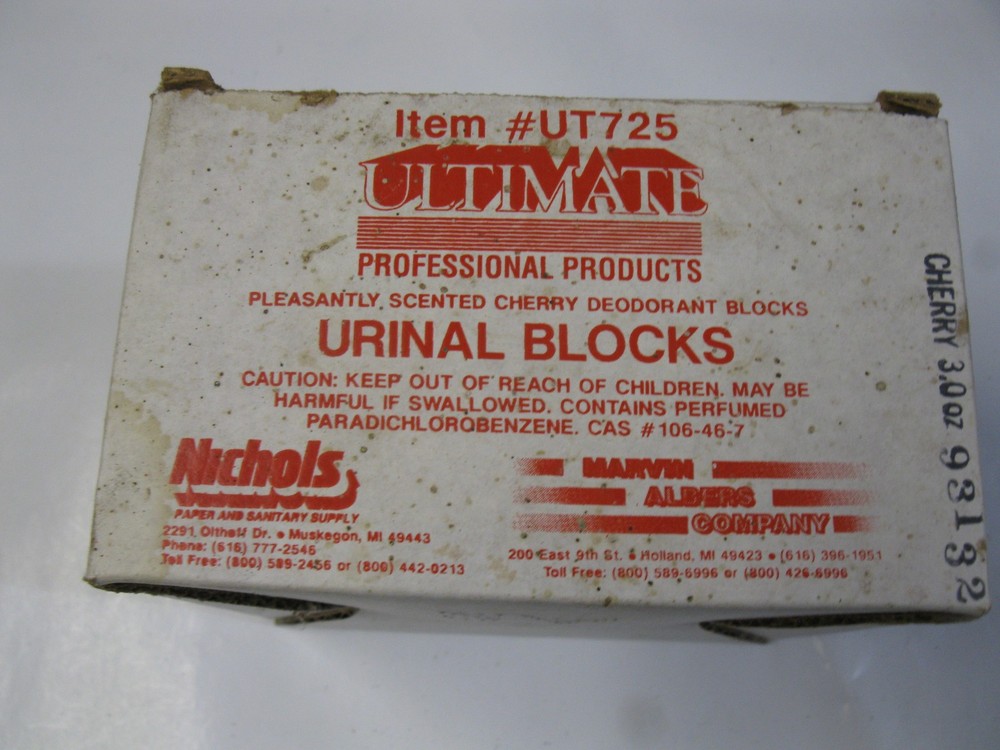 Item #UT725
ULTIMATE
PROFESSIONAL PRODUCTS
PLEASANTLY SCENTED CHERRY DEODORANT BLOCKS
URINAL BLOCKS
CAUTION: KEEP OUT OF REACH OF CHILDREN. MAY BE
HARMFUL IF SWALLOWED. CONTAINS PERFUMED
PARADICHLOROBENZENE. CAS #106-46-7
Nichols
PAPER AND SANITARY SUPPLY
2291 Olthoff Dr. • Muskegon, MI 49443
Phone: (616) 777-2546
Toll Free: (800) 589-2456 or (800) 442-0213
MARVIN
ALBERS
COMPANY
200 East 9th St. • Holland, MI 49423 • (616) 396-1951
Toll Free: (800) 589-6996 or (800) 426-6996
CHERRY 3.0 oz 93132